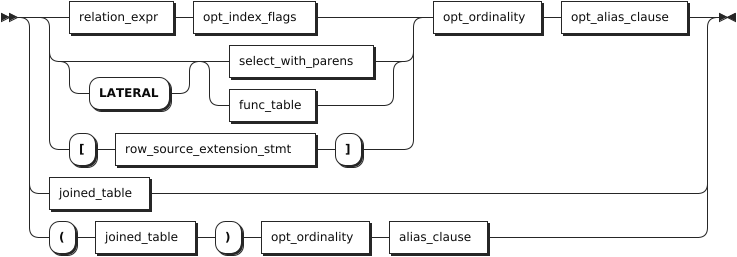 relation_expr opt_index_flags opt_ordinality opt_alias_clause
select_with_parens
LATERAL
func_table
[ row_source_extension_stmt ]
joined_table
( joined_table ) opt_ordinality alias_clause